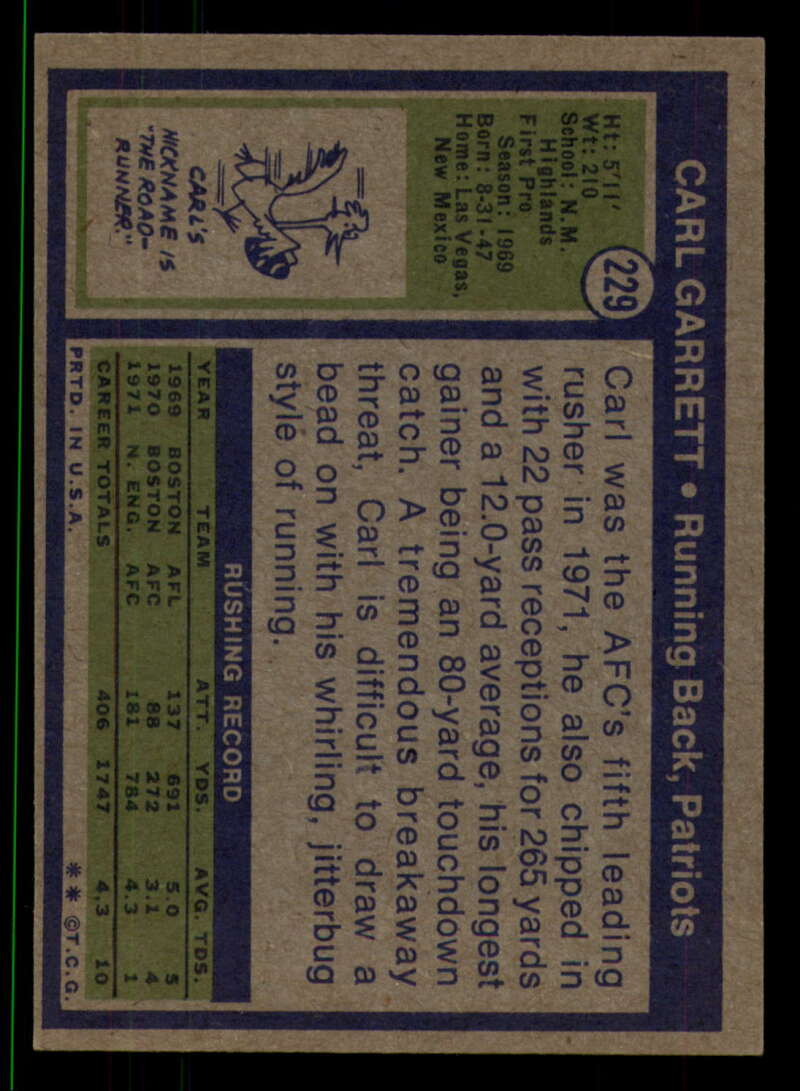 CARL GARRETT • Running Back, Patriots
229
Ht: 5'11'
Wt: 210
School: N. M.
Highlands
First Pro
Season: 1969
Born: 8-31-47
Home: Las Vegas,
New Mexico
CARL'S
NICKNAME IS
"THE ROAD-
RUNNER."
Carl was the AFC's fifth leading
rusher in 1971, he also chipped in
with 22 pass receptions for 265 yards
and a 12.0-yard average, his longest
gainer being an 80-yard touchdown
catch. A tremendous breakaway
threat, Carl is difficult to draw a
bead on with his whirling, jitterbug
style of running.
RUSHING RECORD
YEAR TEAM ATT. YDS. AVG. TDS.
1969 BOSTON AFL 137 691 5.0 5
1970 BOSTON AFC 88 272 3.1 4
1971 N. ENG. AFC 181 784 4.3 1
CAREER TOTALS 406 1747 4.3 10
PRTD. IN U.S.A. ** ©T.C.G.